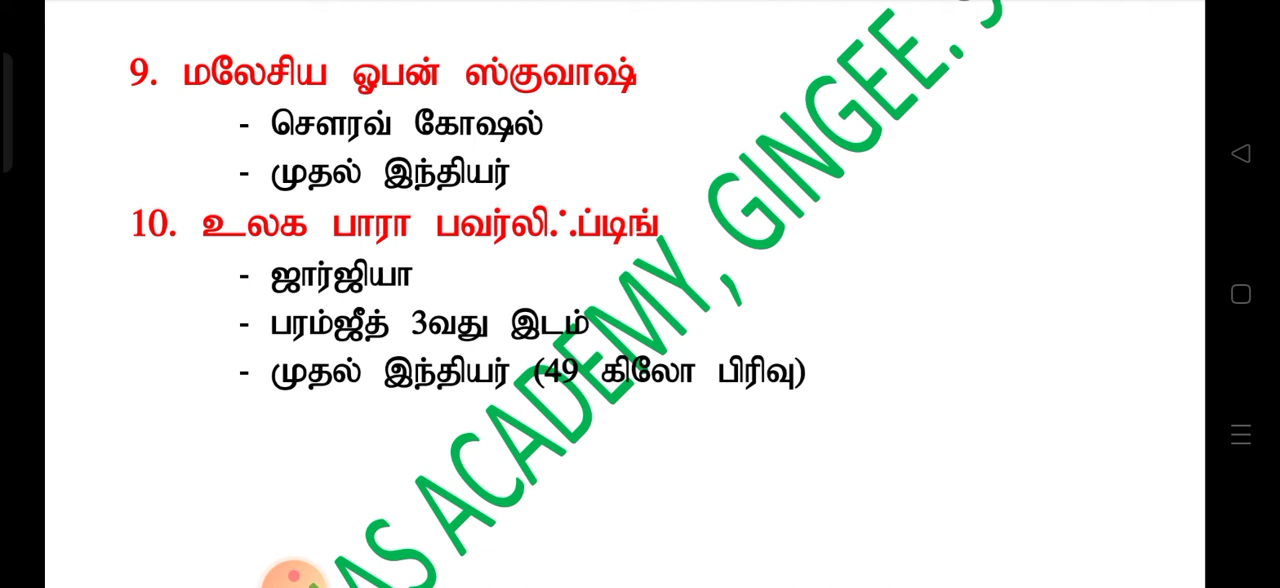 9. மலேசிய ஓபன் ஸ்குவாஷ்
- சௌரவ் கோஷல்
- முதல் இந்தியர்
10. உலக பாரா பவர்லிஃப்டிங்
- ஜார்ஜியா
- பரம்ஜீத் 3வது இடம்
- முதல் இந்தியர் (49 கிலோ பிரிவு)
ACADEMY, GINGEE.